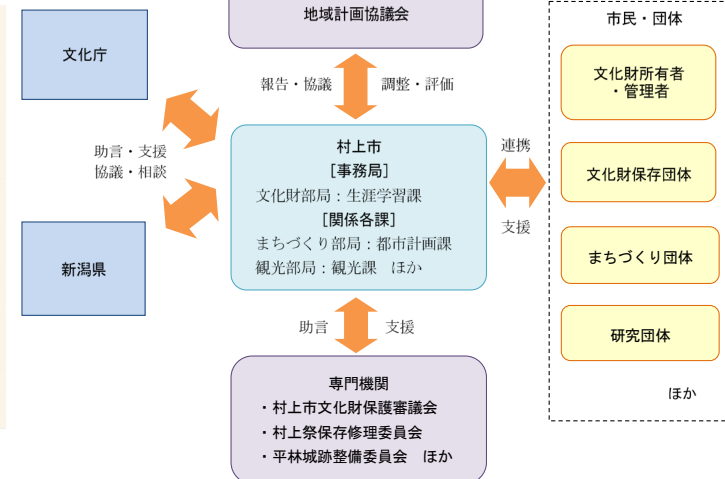 地域計画協議会
報告・協議
調整・評価
文化庁
助言・支援
協議・相談
新潟県
村上市
[事務局]
文化財部局：生涯学習課
[関係各課]
まちづくり部局：都市計画課
観光部局：観光課　ほか
連携
支援
市民・団体
文化財所有者
・管理者
文化財保存団体
まちづくり団体
研究団体
ほか
助言
支援
専門機関
・村上市文化財保護審議会
・村上祭保存修理委員会
・平林城跡整備委員会　ほか